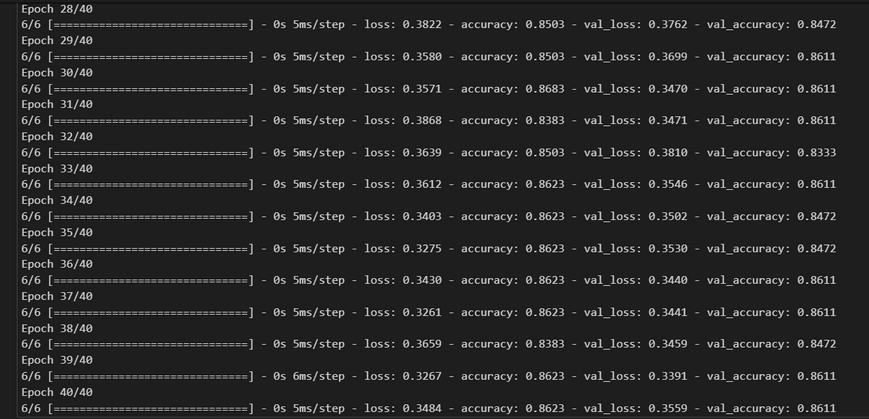 Epoch 28/40
6/6 [==============================] - 0s 5ms/step - loss: 0.3822 - accuracy: 0.8503 - val_loss: 0.3762 - val_accuracy: 0.8472
Epoch 29/40
6/6 [==============================] - 0s 5ms/step - loss: 0.3580 - accuracy: 0.8503 - val_loss: 0.3699 - val_accuracy: 0.8611
Epoch 30/40
6/6 [==============================] - 0s 5ms/step - loss: 0.3571 - accuracy: 0.8683 - val_loss: 0.3470 - val_accuracy: 0.8611
Epoch 31/40
6/6 [==============================] - 0s 5ms/step - loss: 0.3868 - accuracy: 0.8383 - val_loss: 0.3471 - val_accuracy: 0.8611
Epoch 32/40
6/6 [==============================] - 0s 5ms/step - loss: 0.3639 - accuracy: 0.8503 - val_loss: 0.3810 - val_accuracy: 0.8333
Epoch 33/40
6/6 [==============================] - 0s 5ms/step - loss: 0.3612 - accuracy: 0.8623 - val_loss: 0.3546 - val_accuracy: 0.8611
Epoch 34/40
6/6 [==============================] - 0s 5ms/step - loss: 0.3403 - accuracy: 0.8623 - val_loss: 0.3502 - val_accuracy: 0.8472
Epoch 35/40
6/6 [==============================] - 0s 5ms/step - loss: 0.3275 - accuracy: 0.8623 - val_loss: 0.3530 - val_accuracy: 0.8472
Epoch 36/40
6/6 [==============================] - 0s 5ms/step - loss: 0.3430 - accuracy: 0.8623 - val_loss: 0.3440 - val_accuracy: 0.8611
Epoch 37/40
6/6 [==============================] - 0s 5ms/step - loss: 0.3261 - accuracy: 0.8623 - val_loss: 0.3441 - val_accuracy: 0.8611
Epoch 38/40
6/6 [==============================] - 0s 5ms/step - loss: 0.3659 - accuracy: 0.8383 - val_loss: 0.3459 - val_accuracy: 0.8472
Epoch 39/40
6/6 [==============================] - 0s 6ms/step - loss: 0.3267 - accuracy: 0.8623 - val_loss: 0.3391 - val_accuracy: 0.8611
Epoch 40/40
6/6 [==============================] - 0s 5ms/step - loss: 0.3484 - accuracy: 0.8623 - val_loss: 0.3559 - val_accuracy: 0.8611